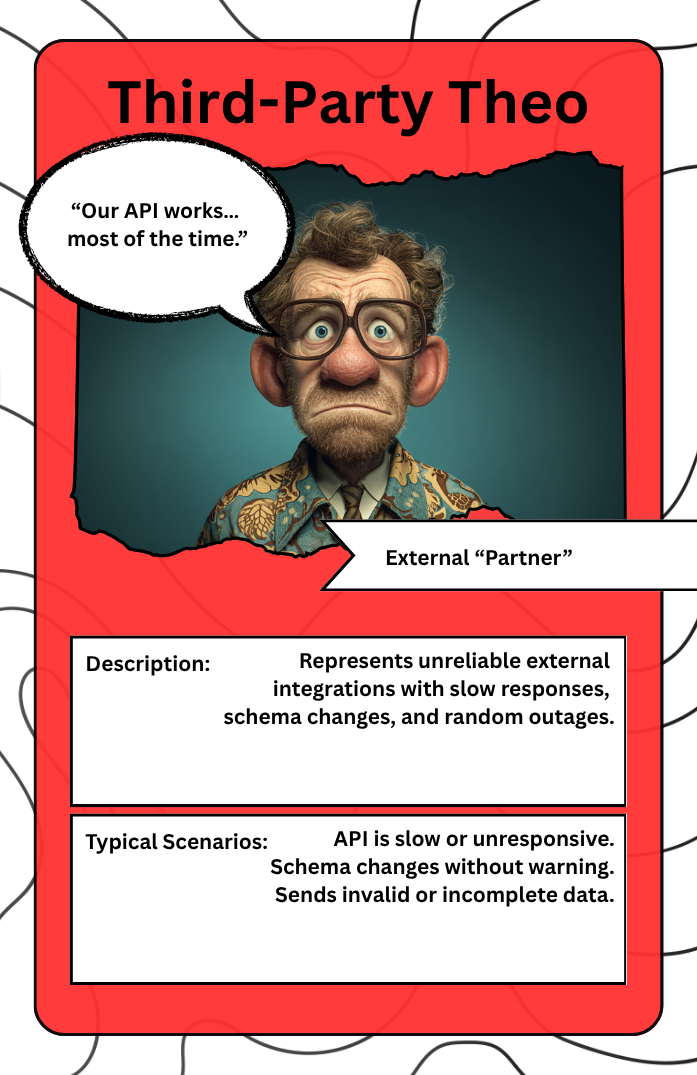 Third-Party Theo
“Our API works...
most of the time.”
External “Partner”
Description:
Represents unreliable external
integrations with slow responses,
schema changes, and random outages.
Typical Scenarios:
API is slow or unresponsive.
Schema changes without warning.
Sends invalid or incomplete data.